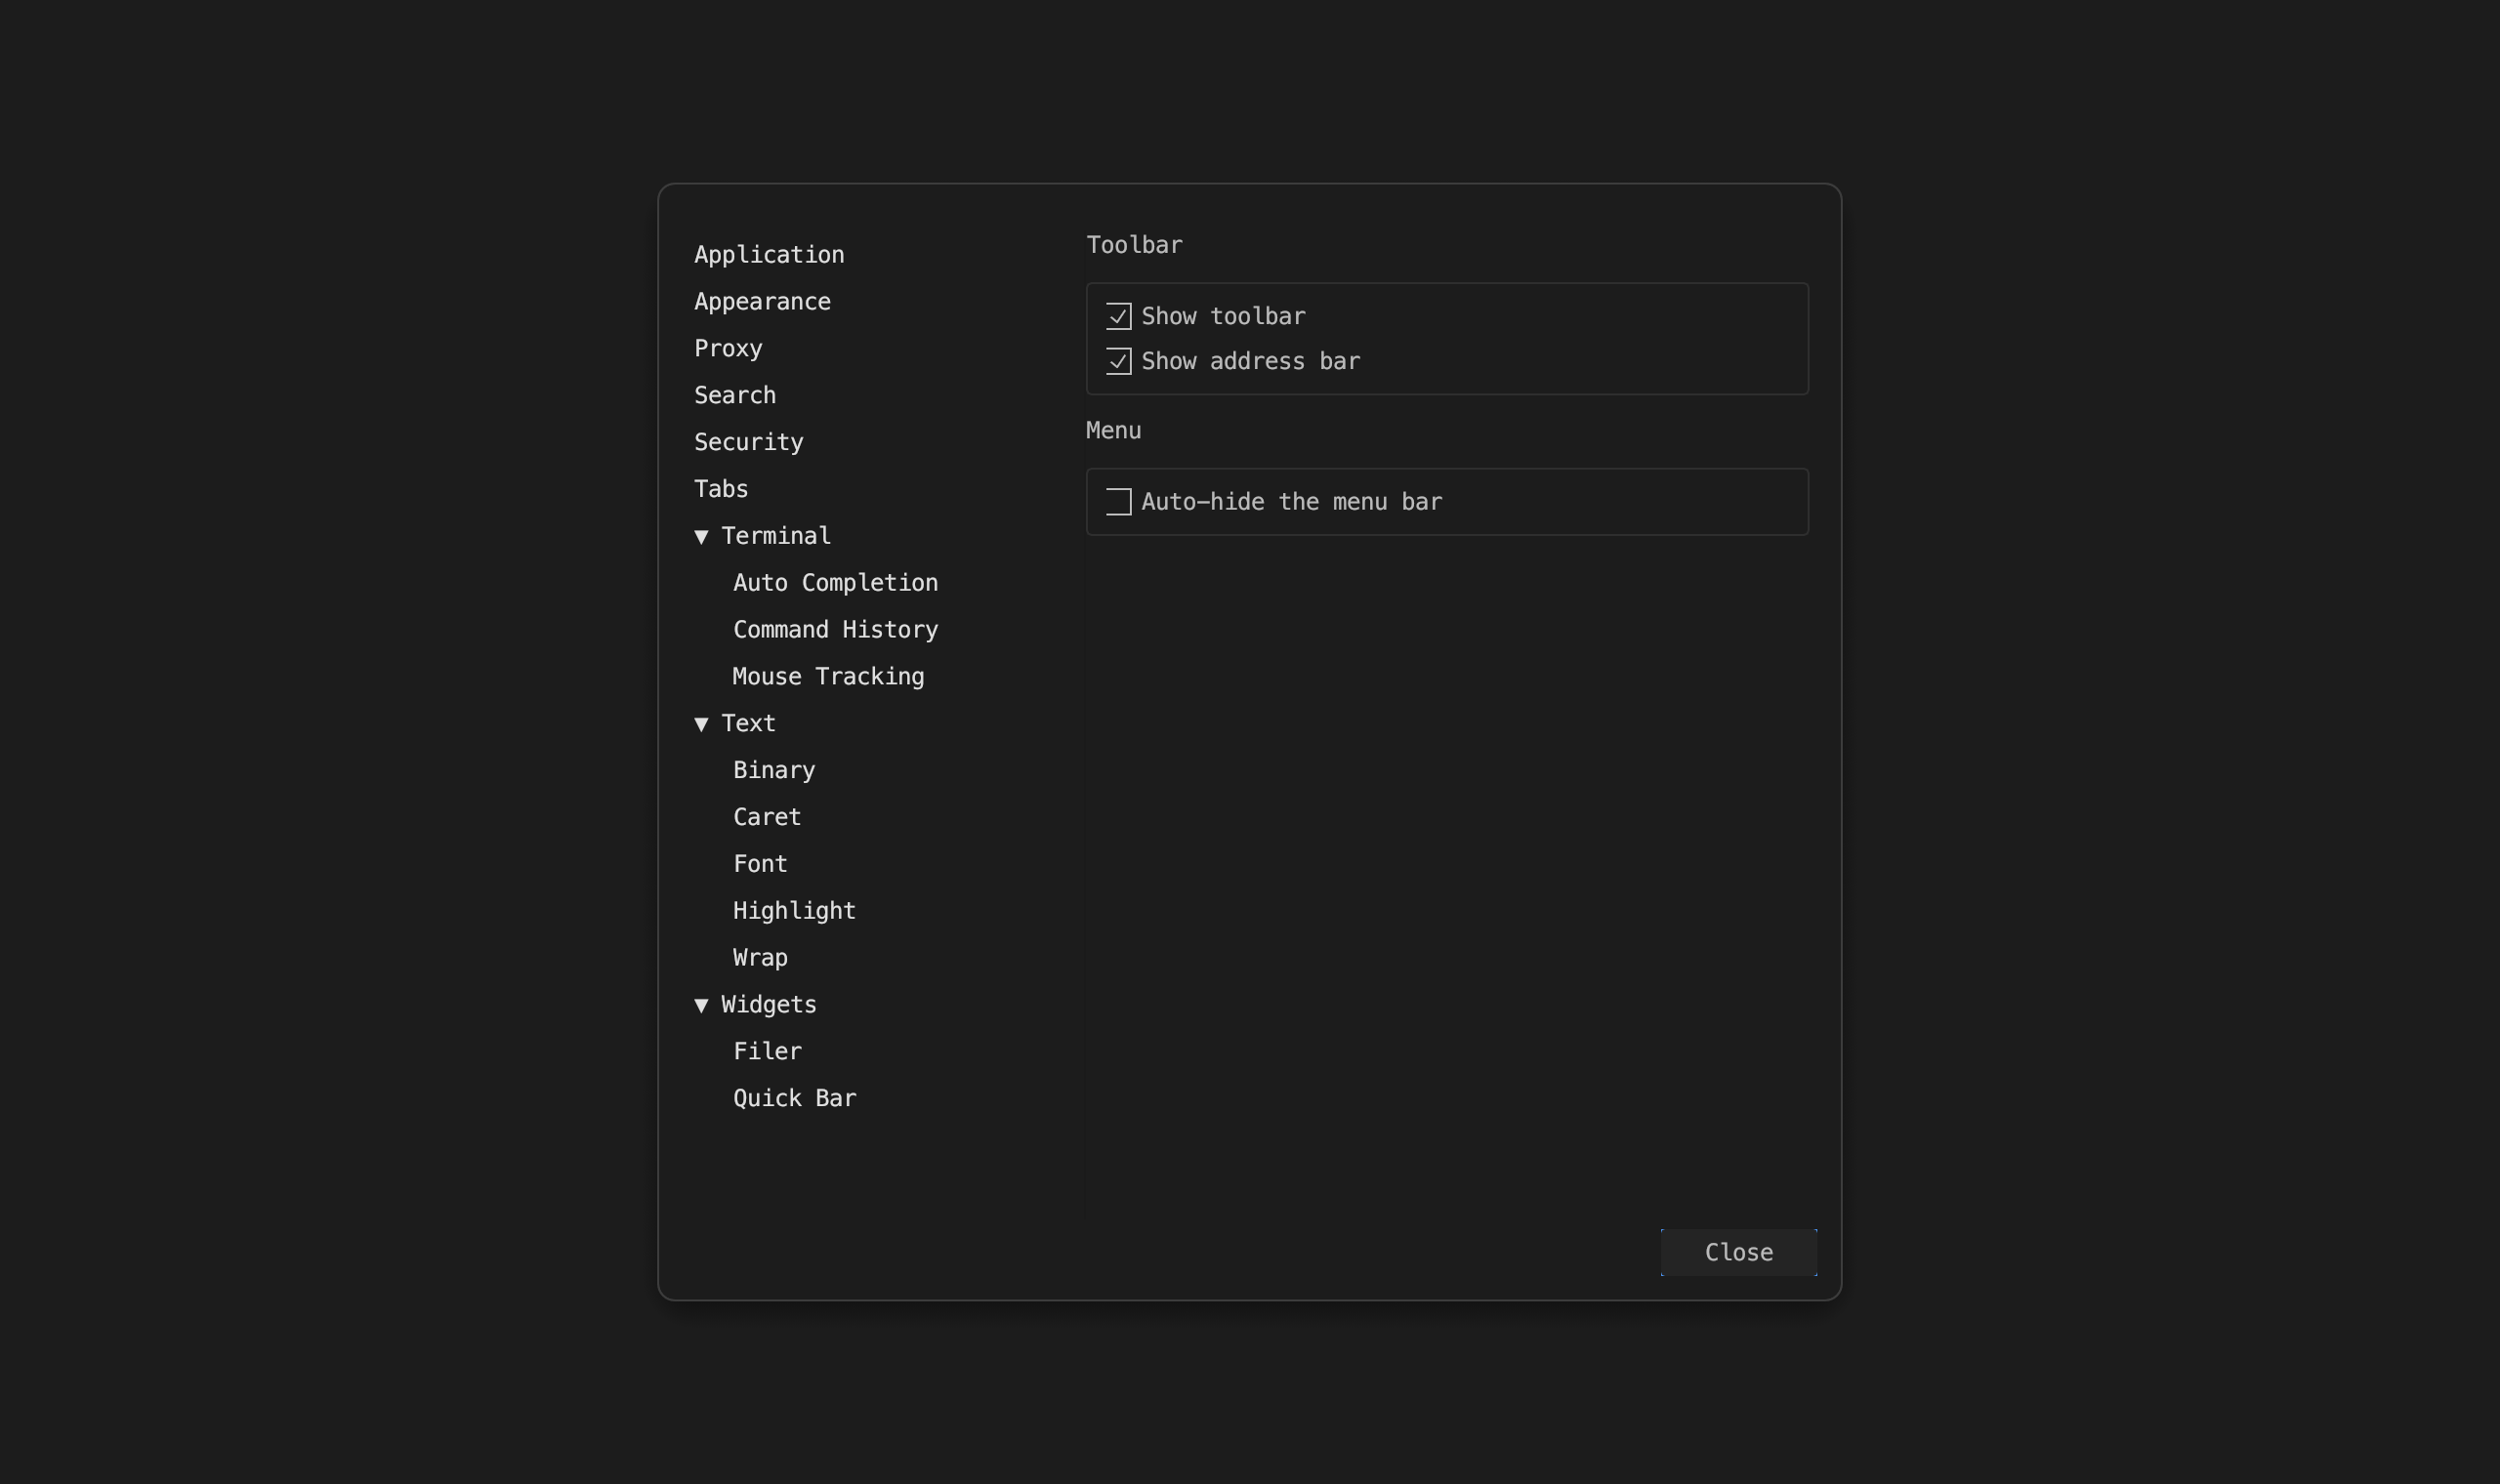 Application
Appearance
Proxy
Search
Security
Tabs
▼ Terminal
Auto Completion
Command History
Mouse Tracking
▼ Text
Binary
Caret
Font
Highlight
Wrap
▼ Widgets
Filer
Quick Bar
Toolbar
Show toolbar
Show address bar
Menu
Auto-hide the menu bar
Close